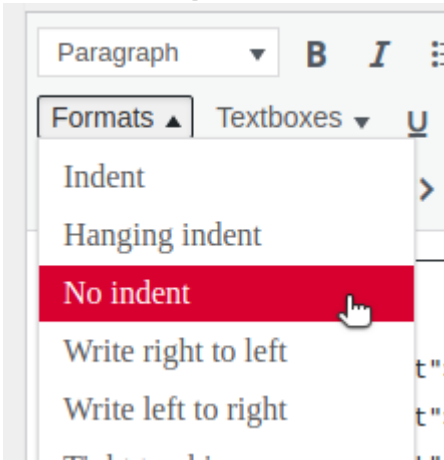 Paragraph B I
Formats Textboxes U
Indent
Hanging indent
No indent
Write right to left
t"
Write left to right
t"